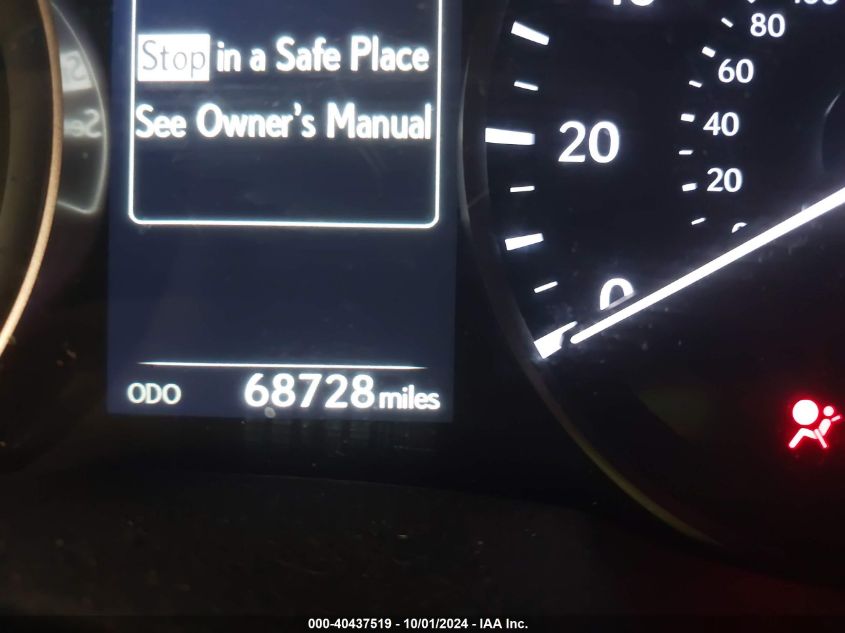 Stop in a Safe Place
See Owner's Manual
80
60
20
40
20
0
ODO 68728 miles
000-40437519 - 10/01/2024 - IAA Inc.